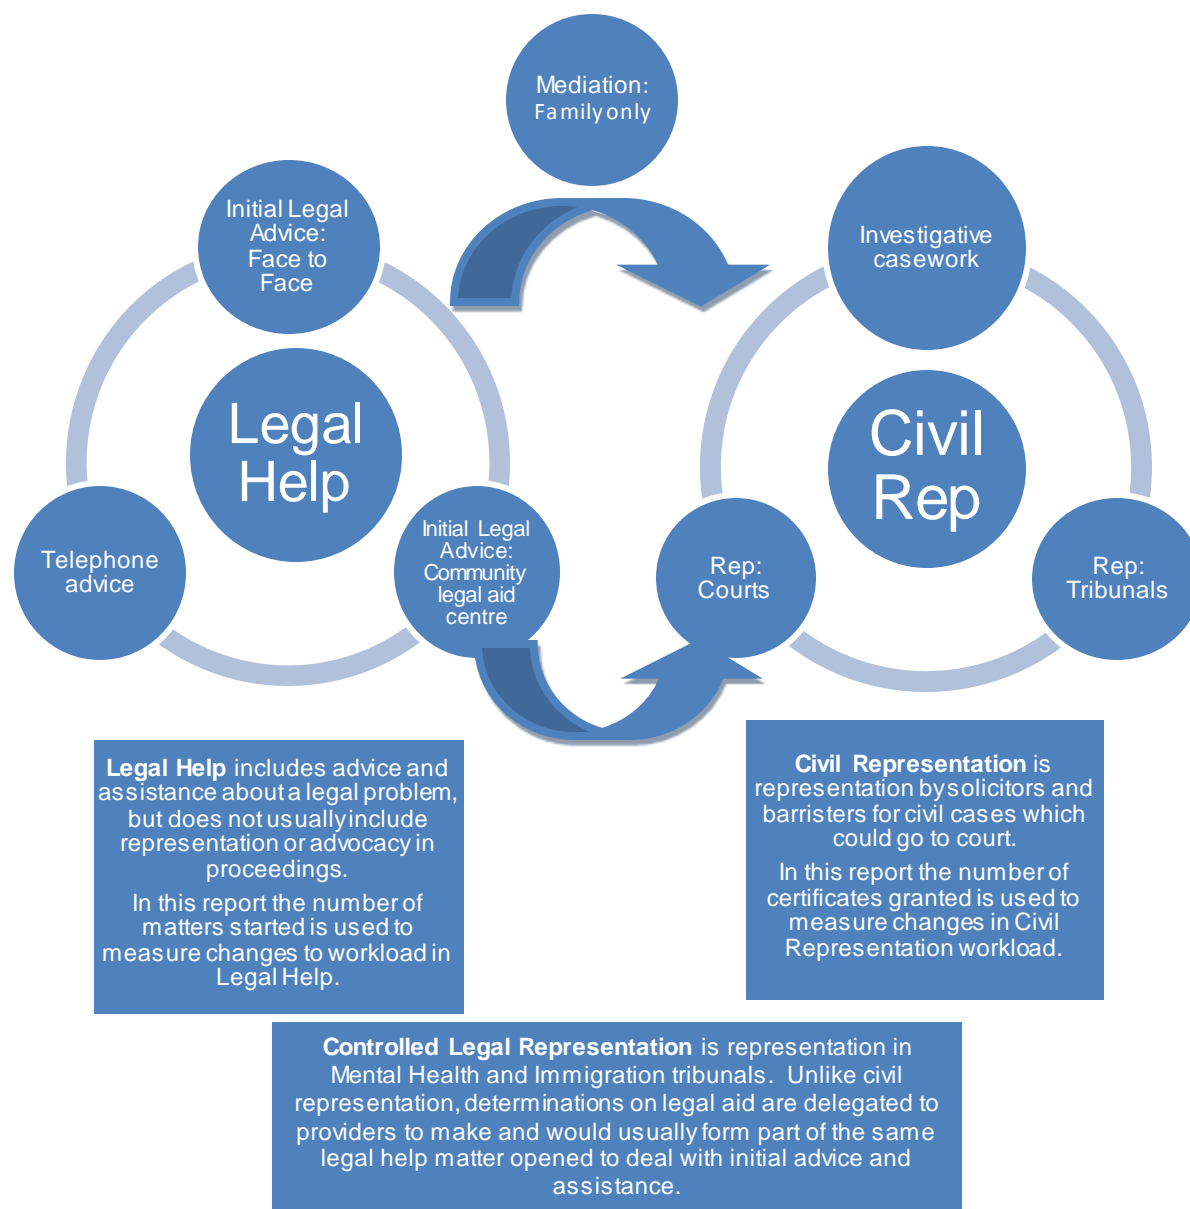 Mediation:
Family only
Initial Legal
Advice:
Face to
Face
Investigative
casework
Legal
Help
Civil
Rep
Telephone
advice
Initial Legal
Advice:
Community
legal aid
centre
Rep:
Courts
Rep:
Tribunals
Legal Help includes advice and
assistance about a legal problem,
but does not usually include
representation or advocacy in
proceedings.
In this report the number of
matters started is used to
measure changes to workload in
Legal Help.
Civil Representation is
representation by solicitors and
barristers for civil cases which
could go to court.
In this report the number of
certificates granted is used to
measure changes in Civil
Representation workload.
Controlled Legal Representation is representation in
Mental Health and Immigration tribunals. Unlike civil
representation, determinations on legal aid are delegated to
providers to make and would usually form part of the same
legal help matter opened to deal with initial advice and
assistance.